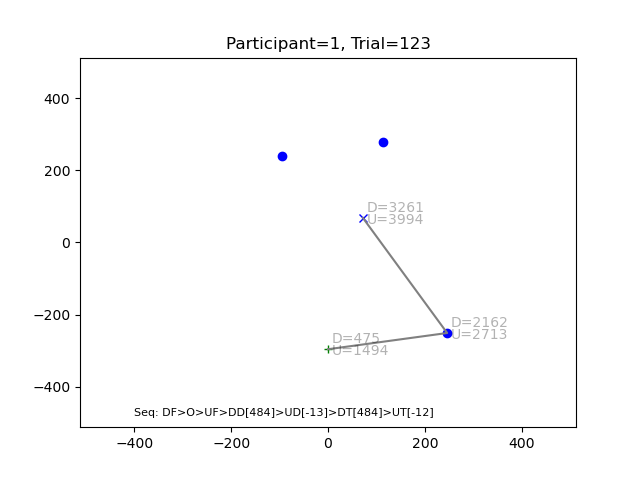 Participant=1, Trial=123
400
200
0
−200
−400
D=3261
U=3994
D=2162
U=2713
D=475
U=1494
Seq: DF>O>UF>DD[484]>UD[-13]>DT[484]>UT[-12]
−400
−200
0
200
400